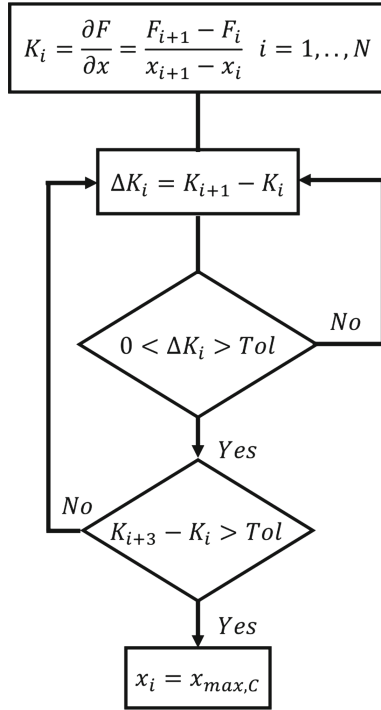 K_i = ∂F/∂x = (F_{i+1} − F_i)/(x_{i+1} − x_i) i = 1,..,N
ΔK_i = K_{i+1} − K_i
0 < ΔK_i > Tol
No
Yes
No
K_{i+3} − K_i > Tol
Yes
x_i = x_{max,C}